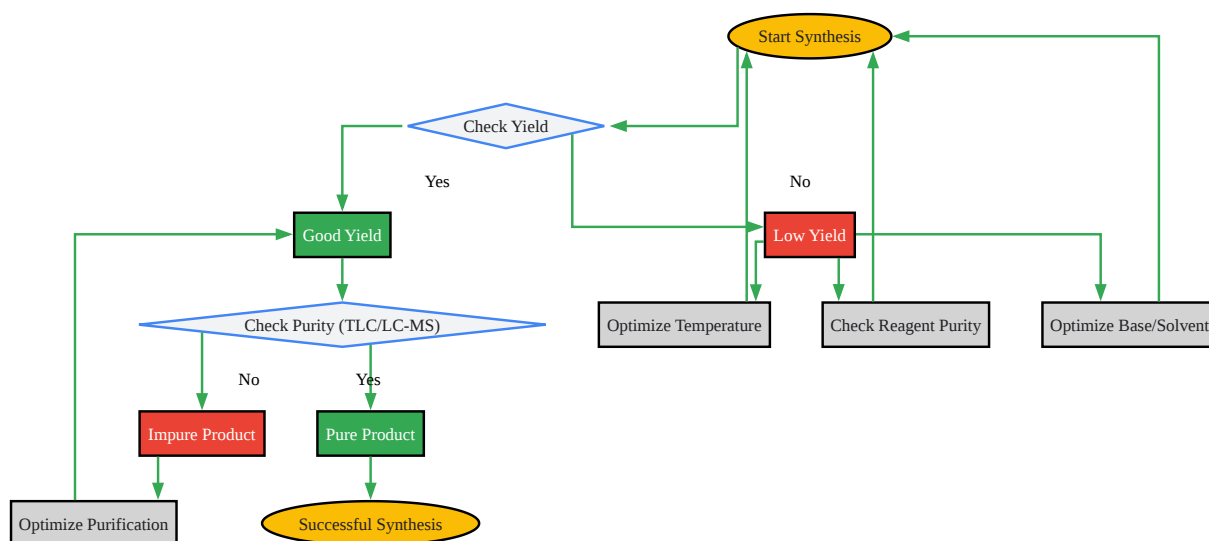 Start Synthesis
Check Yield
Yes
No
Good Yield
Low Yield
Check Purity (TLC/LC-MS)
Optimize Temperature
Check Reagent Purity
Optimize Base/Solvent
No
Yes
Impure Product
Pure Product
Optimize Purification
Successful Synthesis